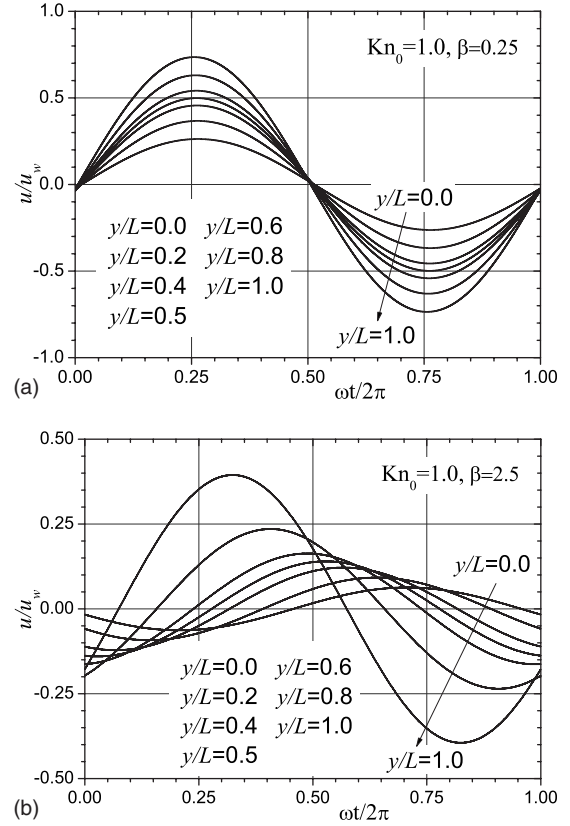 1.0
Kn0=1.0, β=0.25
0.5
u/uw
0.0
y/L=0.0
y/L=0.0 y/L=0.6
y/L=0.2 y/L=0.8
y/L=0.4 y/L=1.0
y/L=0.5
-0.5
y/L=1.0
-1.0
0.00 0.25 0.50 0.75 1.00
(a)
ωt/2π
0.50
Kn0=1.0, β=2.5
0.25
y/L=0.0
u/uw
0.00
y/L=0.0 y/L=0.6
y/L=0.2 y/L=0.8
y/L=0.4 y/L=1.0
y/L=0.5
-0.25
y/L=1.0
-0.50
0.00 0.25 0.50 0.75 1.00
(b)
ωt/2π